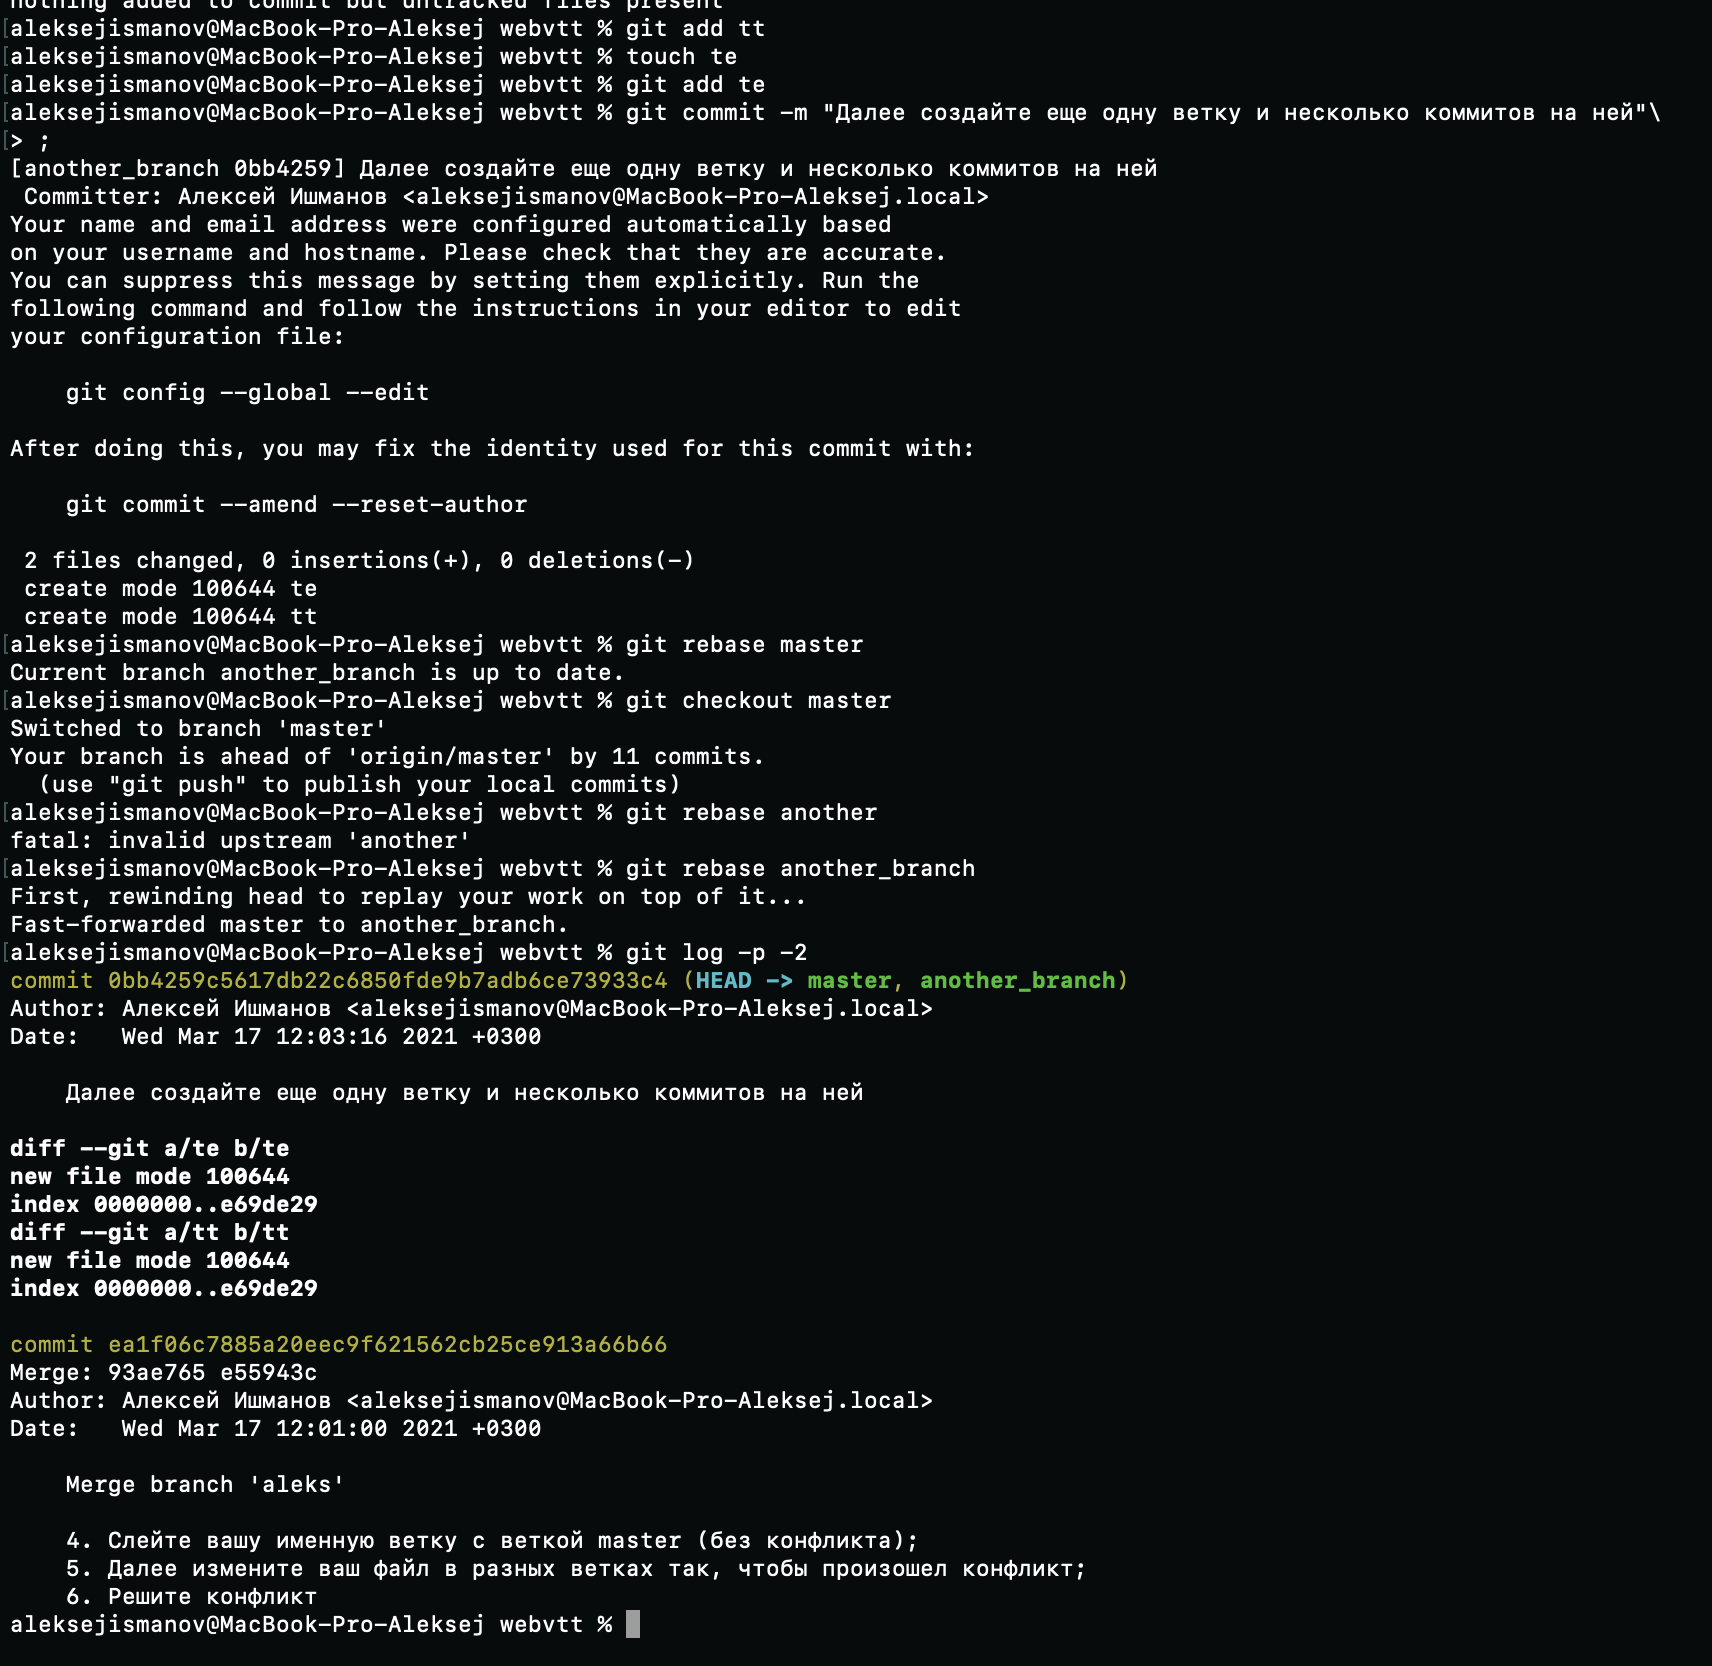 nothing added to commit but untracked files present
[aleksejismanov@MacBook-Pro-Aleksej webvtt % git add tt
[aleksejismanov@MacBook-Pro-Aleksej webvtt % touch te
[aleksejismanov@MacBook-Pro-Aleksej webvtt % git add te
[aleksejismanov@MacBook-Pro-Aleksej webvtt % git commit -m "Далее создайте еще одну ветку и несколько коммитов на ней"\
[> ;
[another_branch 0bb4259] Далее создайте еще одну ветку и несколько коммитов на ней
 Committer: Алексей Ишманов <aleksejismanov@MacBook-Pro-Aleksej.local>
Your name and email address were configured automatically based
on your username and hostname. Please check that they are accurate.
You can suppress this message by setting them explicitly. Run the
following command and follow the instructions in your editor to edit
your configuration file:
    git config --global --edit
After doing this, you may fix the identity used for this commit with:
    git commit --amend --reset-author
 2 files changed, 0 insertions(+), 0 deletions(-)
 create mode 100644 te
 create mode 100644 tt
[aleksejismanov@MacBook-Pro-Aleksej webvtt % git rebase master
Current branch another_branch is up to date.
[aleksejismanov@MacBook-Pro-Aleksej webvtt % git checkout master
Switched to branch 'master'
Your branch is ahead of 'origin/master' by 11 commits.
  (use "git push" to publish your local commits)
[aleksejismanov@MacBook-Pro-Aleksej webvtt % git rebase another
fatal: invalid upstream 'another'
[aleksejismanov@MacBook-Pro-Aleksej webvtt % git rebase another_branch
First, rewinding head to replay your work on top of it...
Fast-forwarded master to another_branch.
[aleksejismanov@MacBook-Pro-Aleksej webvtt % git log -p -2
commit 0bb4259c5617db22c6850fde9b7adb6ce73933c4 (HEAD -> master, another_branch)
Author: Алексей Ишманов <aleksejismanov@MacBook-Pro-Aleksej.local>
Date:   Wed Mar 17 12:03:16 2021 +0300
    Далее создайте еще одну ветку и несколько коммитов на ней
diff --git a/te b/te
new file mode 100644
index 0000000..e69de29
diff --git a/tt b/tt
new file mode 100644
index 0000000..e69de29
commit ea1f06c7885a20eec9f621562cb25ce913a66b66
Merge: 93ae765 e55943c
Author: Алексей Ишманов <aleksejismanov@MacBook-Pro-Aleksej.local>
Date:   Wed Mar 17 12:01:00 2021 +0300
    Merge branch 'aleks'
    4. Слейте вашу именную ветку с веткой master (без конфликта);
    5. Далее измените ваш файл в разных ветках так, чтобы произошел конфликт;
    6. Решите конфликт
aleksejismanov@MacBook-Pro-Aleksej webvtt %